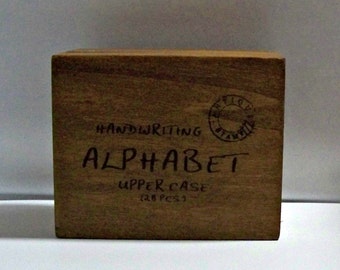 HANDWRITING
ALPHABET
UPPER CASE
(28 PCS)